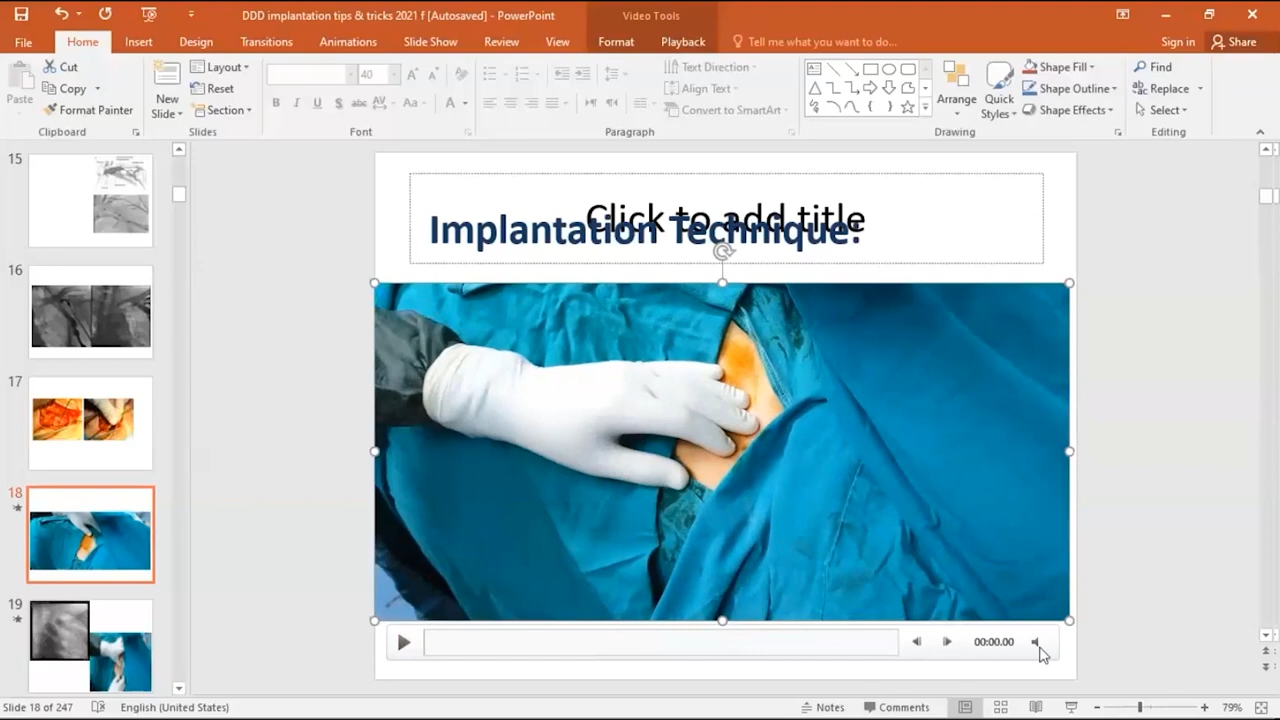 DDD implantation tips & tricks 2021 f [Autosaved] - PowerPoint
Video Tools
File
Home
Insert
Design
Transitions
Animations
Slide Show
Review
View
Format
Playback
Tell me what you want to do...
Sign in
Share
Paste
Cut
Copy
Format Painter
Clipboard
New Slide
Layout
Reset
Section
Slides
40
Font
Text Direction
Align Text
Convert to SmartArt
Paragraph
Arrange
Quick Styles
Shape Fill
Shape Outline
Shape Effects
Drawing
Find
Replace
Select
Editing
15
16
17
18
19
Click to add title
Implantation Technique:
00:00.00
Slide 18 of 247
English (United States)
Notes
Comments
79%